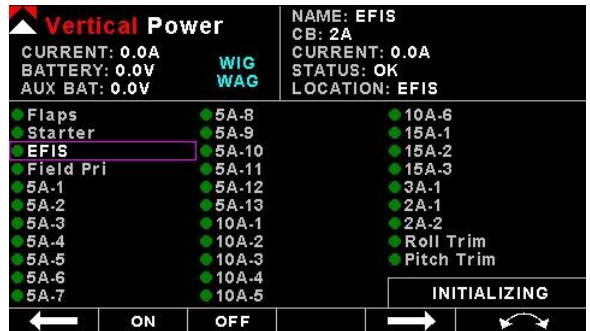 Vertical Power
CURRENT: 0.0A
BATTERY: 0.0V
AUX BAT: 0.0V
WIG
WAG
NAME: EFIS
CB: 2A
CURRENT: 0.0A
STATUS: OK
LOCATION: EFIS
Flaps
Starter
EFIS
Field Pri
5A-1
5A-2
5A-3
5A-4
5A-5
5A-6
5A-7
5A-8
5A-9
5A-10
5A-11
5A-12
5A-13
10A-1
10A-2
10A-3
10A-4
10A-5
10A-6
15A-1
15A-2
15A-3
3A-1
2A-1
2A-2
Roll Trim
Pitch Trim
INITIALIZING
ON
OFF